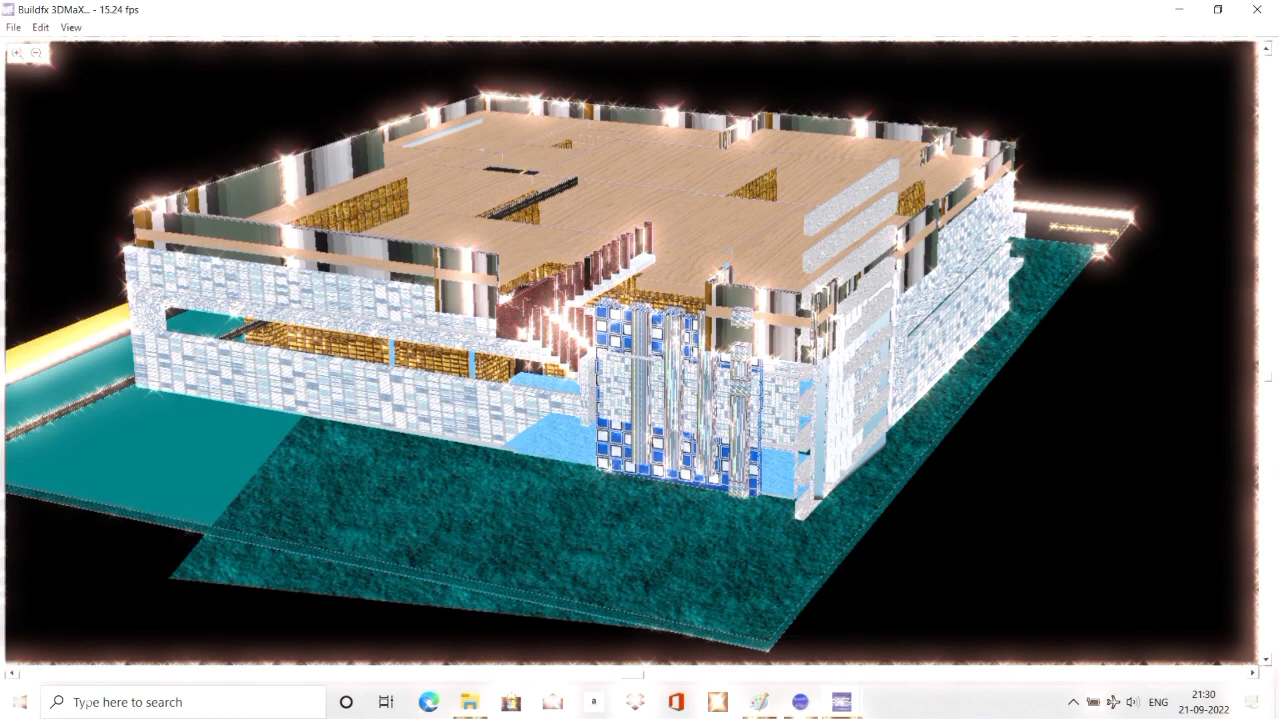 Buildfx 3DMaX... - 15.24 fps
File Edit View
Type here to search
a
ENG
21:30
21-09-2022